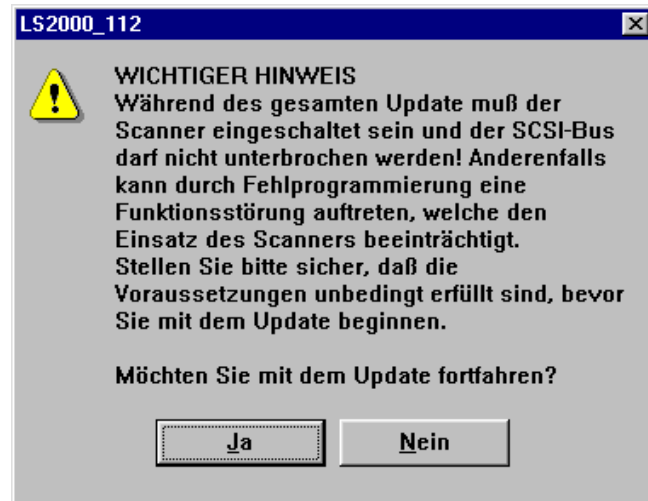 LS2000_112
WICHTIGER HINWEIS
Während des gesamten Update muß der
Scanner eingeschaltet sein und der SCSI-Bus
darf nicht unterbrochen werden! Anderenfalls
kann durch Fehlprogrammierung eine
Funktionsstörung auftreten, welche den
Einsatz des Scanners beeinträchtigt.
Stellen Sie bitte sicher, daß die
Voraussetzungen unbedingt erfüllt sind, bevor
Sie mit dem Update beginnen.
Möchten Sie mit dem Update fortfahren?
Ja
Nein